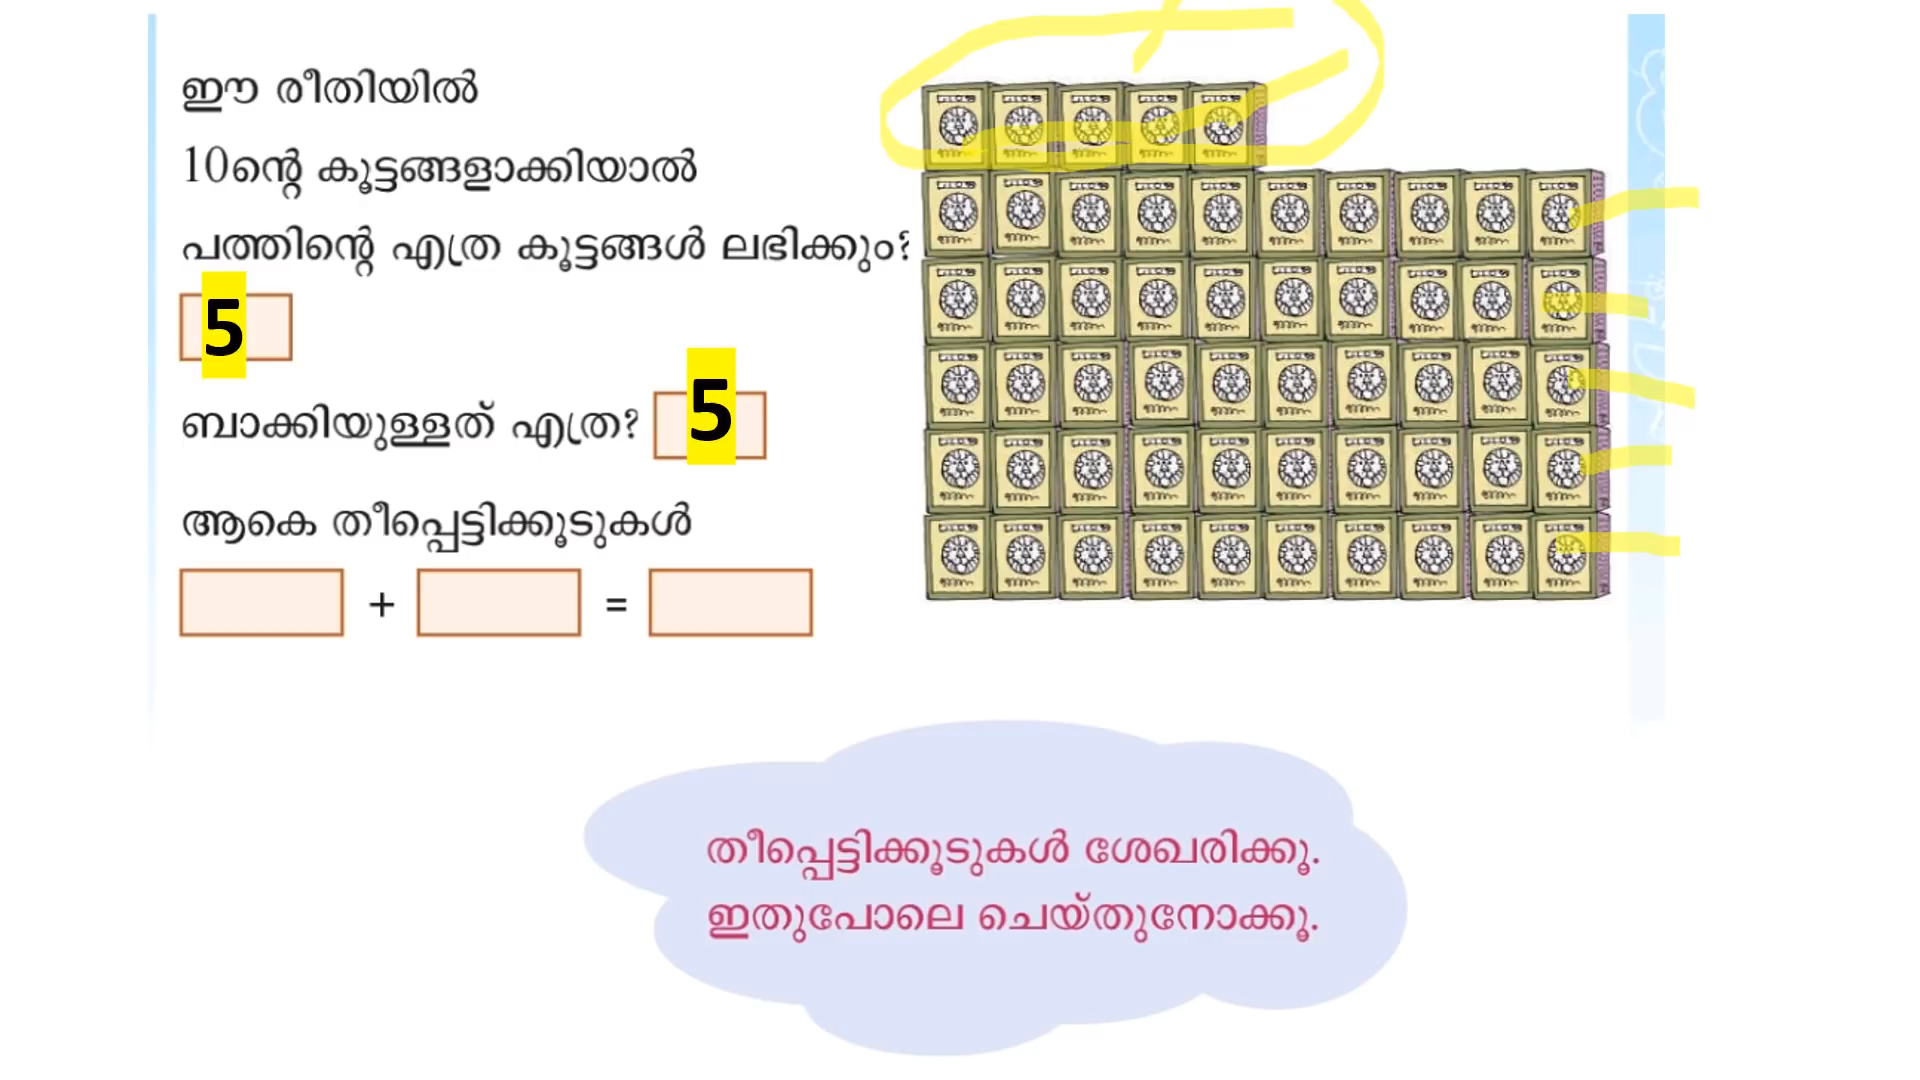 ഈ രീതിയിൽ
10ന്റെ കൂട്ടങ്ങളാക്കിയാൽ
പത്തിന്റെ എത്ര കൂട്ടങ്ങൾ ലഭിക്കും?
5
ബാക്കിയുള്ളത് എത്ര? 5
ആകെ തീപ്പെട്ടിക്കൂടുകൾ
+ =
തീപ്പെട്ടിക്കൂടുകൾ ശേഖരിക്കൂ.
ഇതുപോലെ ചെയ്തുനോക്കൂ.